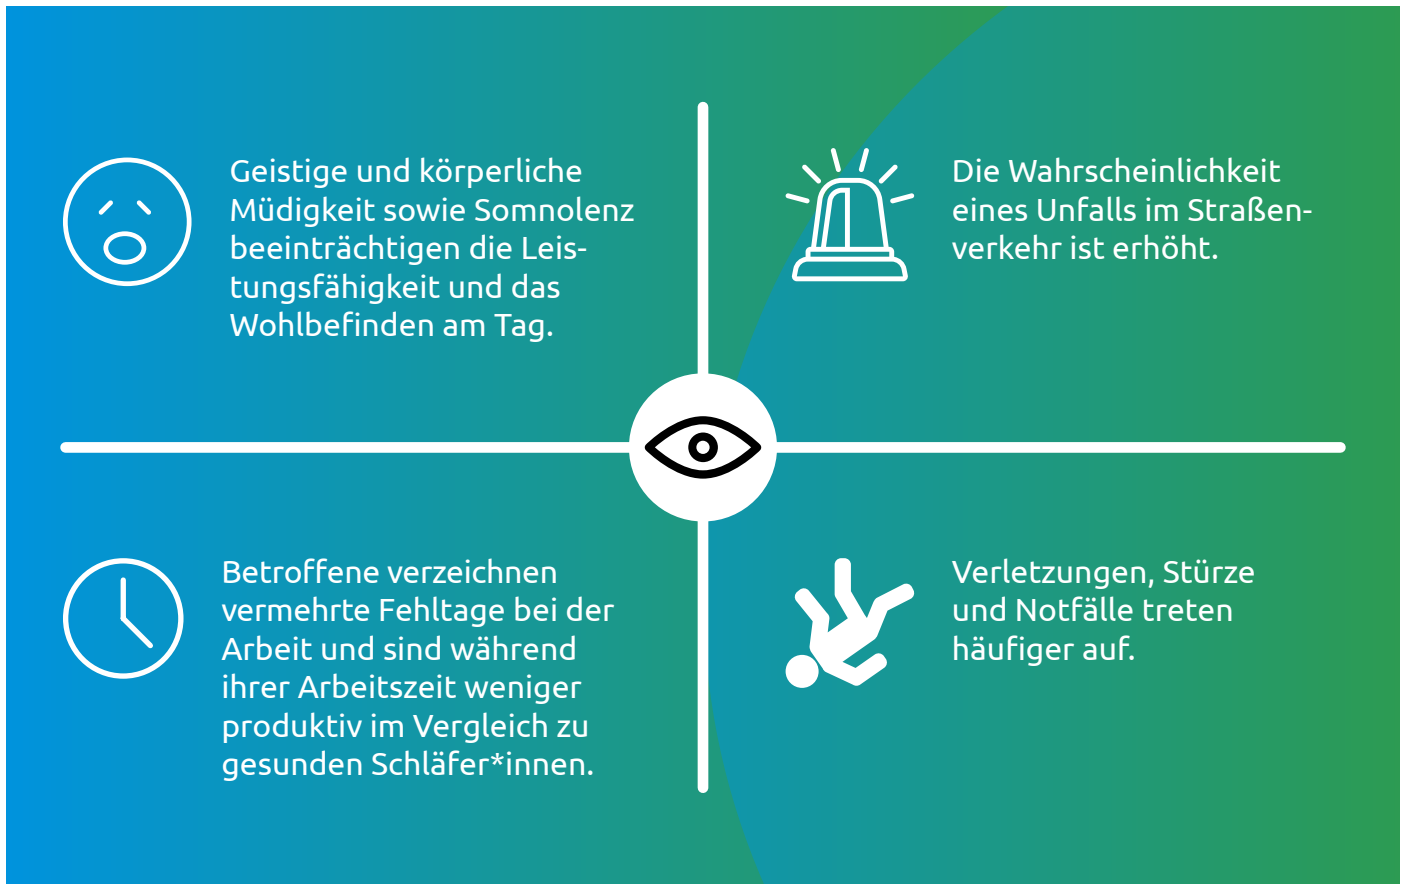 Geistige und körperliche
Müdigkeit sowie Somnolenz
beeinträchtigen die Leis-
tungsfähigkeit und das
Wohlbefinden am Tag.
Die Wahrscheinlichkeit
eines Unfalls im Straßen-
verkehr ist erhöht.
Betroffene verzeichnen
vermehrte Fehltage bei der
Arbeit und sind während
ihrer Arbeitszeit weniger
produktiv im Vergleich zu
gesunden Schläfer*innen.
Verletzungen, Stürze
und Notfälle treten
häufiger auf.